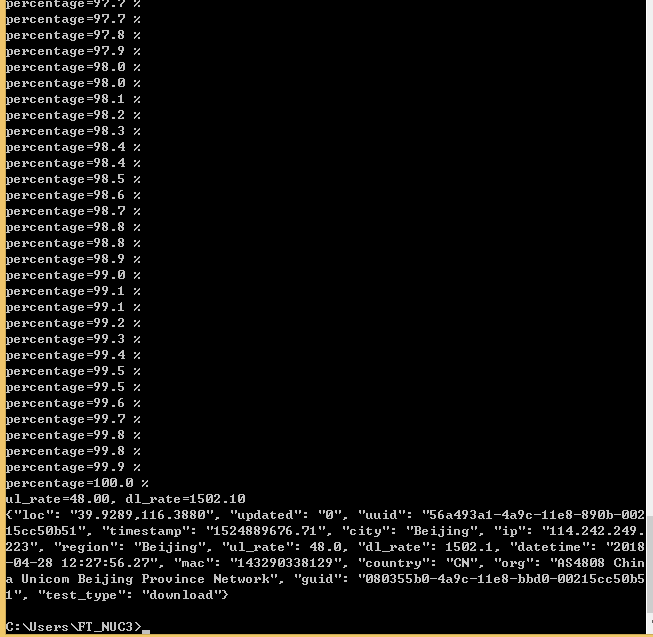 percentage=97.7 %
percentage=97.7 %
percentage=97.8 %
percentage=97.9 %
percentage=98.0 %
percentage=98.0 %
percentage=98.1 %
percentage=98.2 %
percentage=98.3 %
percentage=98.4 %
percentage=98.4 %
percentage=98.5 %
percentage=98.6 %
percentage=98.7 %
percentage=98.8 %
percentage=98.8 %
percentage=98.9 %
percentage=99.0 %
percentage=99.1 %
percentage=99.1 %
percentage=99.2 %
percentage=99.3 %
percentage=99.4 %
percentage=99.5 %
percentage=99.5 %
percentage=99.6 %
percentage=99.7 %
percentage=99.8 %
percentage=99.8 %
percentage=99.9 %
percentage=100.0 %
ul_rate=48.00, dl_rate=1502.10
{"loc": "39.9289,116.3880", "updated": "0", "uuid": "56a493a1-4a9c-11e8-890b-002
15cc50b51", "timestamp": "1524889676.71", "city": "Beijing", "ip": "114.242.249.
223", "region": "Beijing", "ul_rate": 48.0, "dl_rate": 1502.1, "datetime": "2018
-04-28 12:27:56.27", "mac": "143290338129", "country": "CN", "org": "AS4808 Chin
a Unicom Beijing Province Network", "guid": "080355b0-4a9c-11e8-bbd0-00215cc50b5
1", "test_type": "download"}
C:\Users\FT_NUC3>_